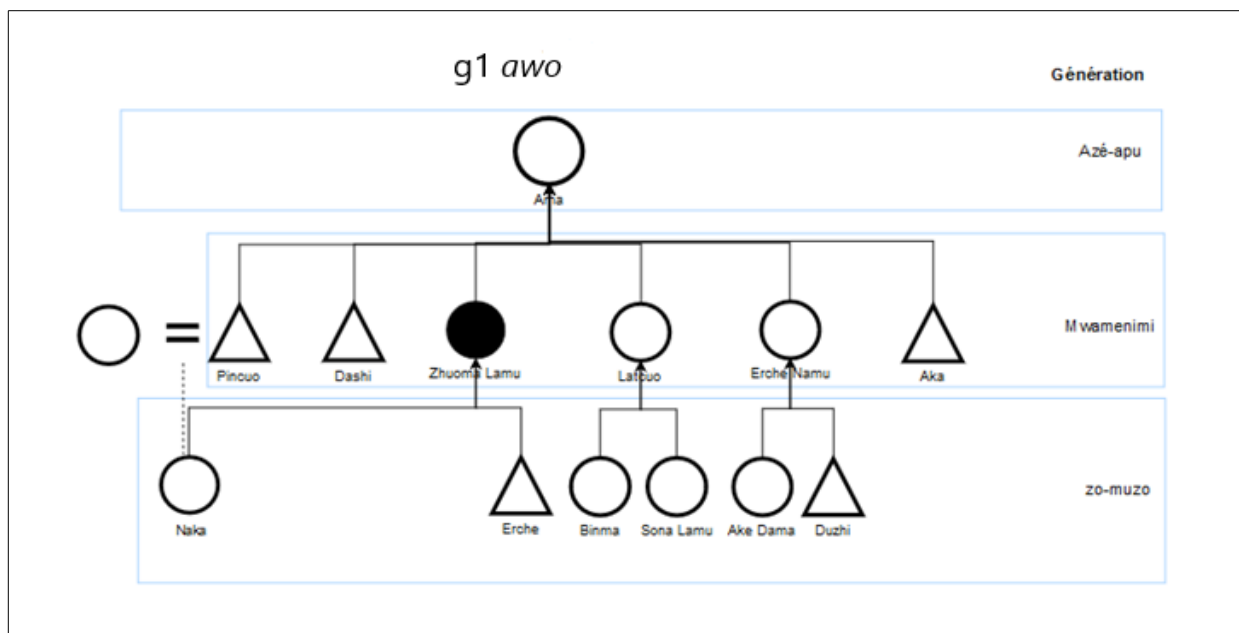 g1 awo
Génération
Azé-apu
Ama
Mwamenimi
Pincuo
Dashi
Zhuoma Lamu
Latcuo
Erche Namu
Aka
zo-muzo
Naka
Erche
Binma
Sona Lamu
Ake Dama
Duzhi